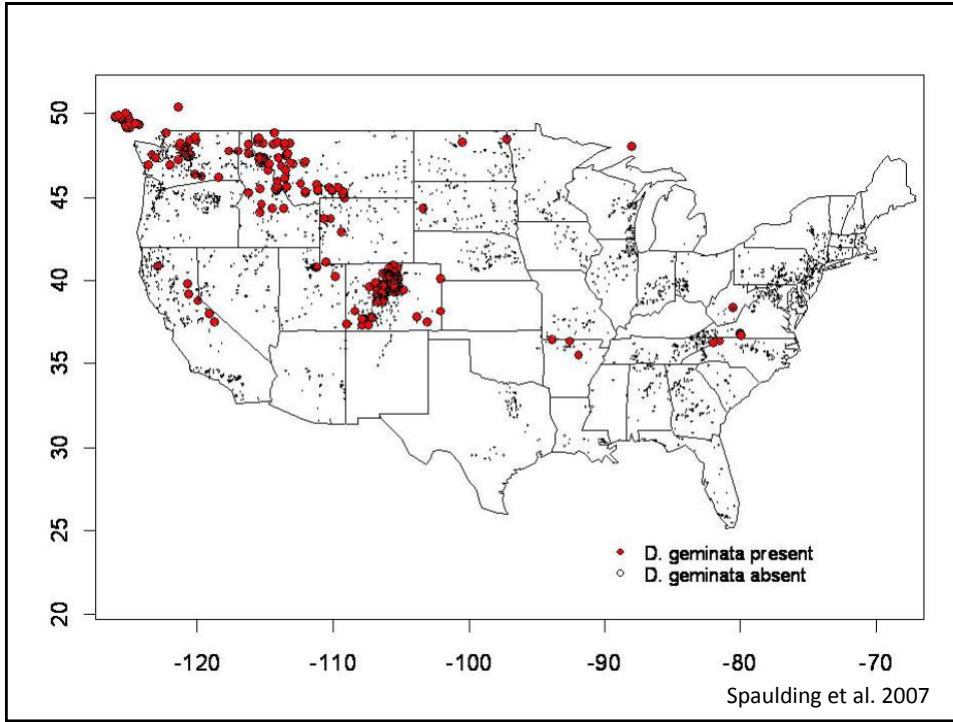 50
45
40
35
30
25
20
D. geminata present
D. geminata absent
-120 -110 -100 -90 -80 -70
Spaulding et al. 2007